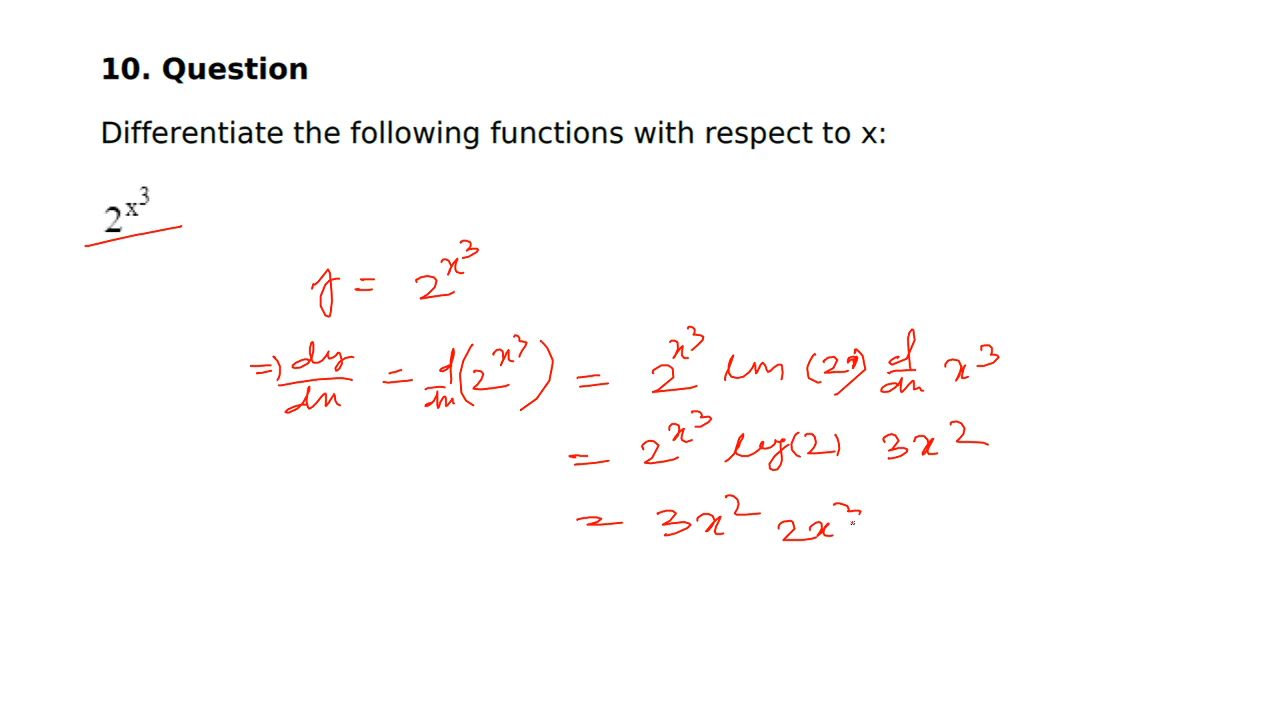 10. Question
Differentiate the following functions with respect to x:
2^x^3
y = 2^x^3
⇒ dy/dx = d/dx (2^x^3) = 2^x^3 ln (2) d/dx x^3
= 2^x^3 log(2) 3x^2
= 3x^2 2x^3